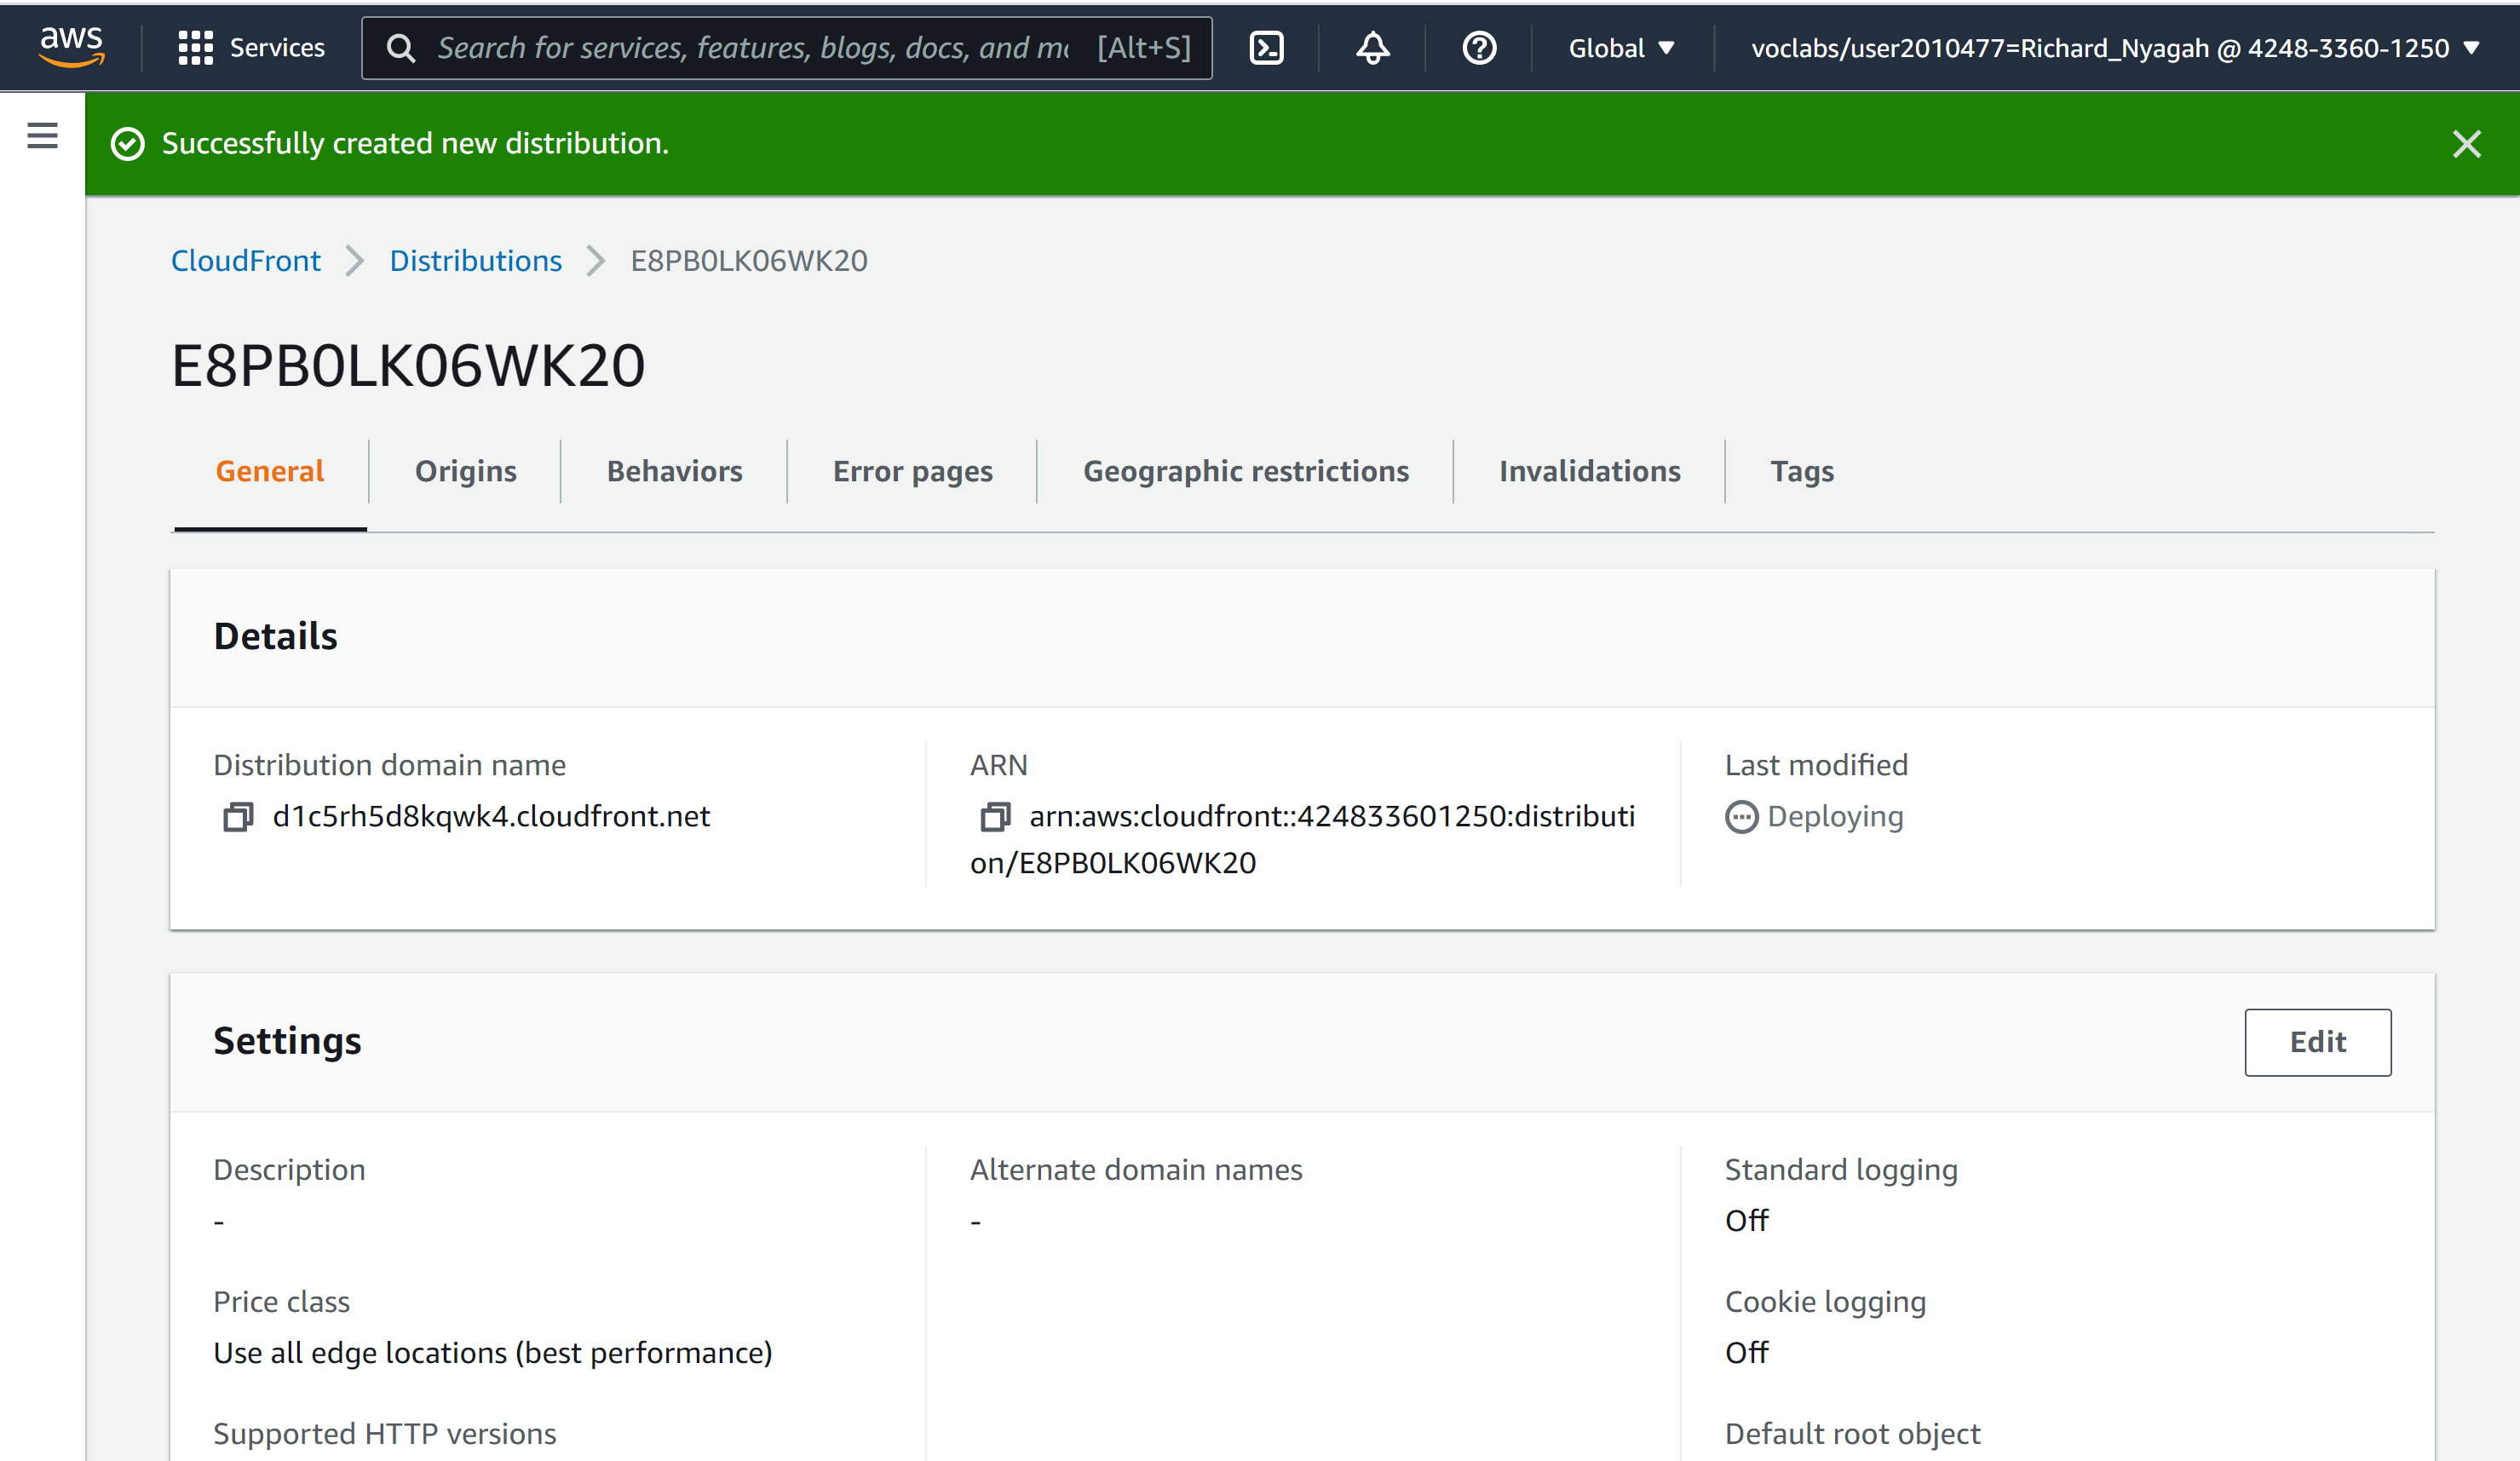 aws
Services
Search for services, features, blogs, docs, and m
[Alt+S]
Global
voclabs/user2010477=Richard_Nyagah @ 4248-3360-1250
Successfully created new distribution.
CloudFront
Distributions
E8PB0LK06WK20
E8PB0LK06WK20
General
Origins
Behaviors
Error pages
Geographic restrictions
Invalidations
Tags
Details
Distribution domain name
d1c5rh5d8kqwk4.cloudfront.net
ARN
arn:aws:cloudfront::424833601250:distributi
on/E8PB0LK06WK20
Last modified
Deploying
Settings
Edit
Description
-
Alternate domain names
-
Standard logging
Off
Price class
Use all edge locations (best performance)
Cookie logging
Off
Supported HTTP versions
Default root object